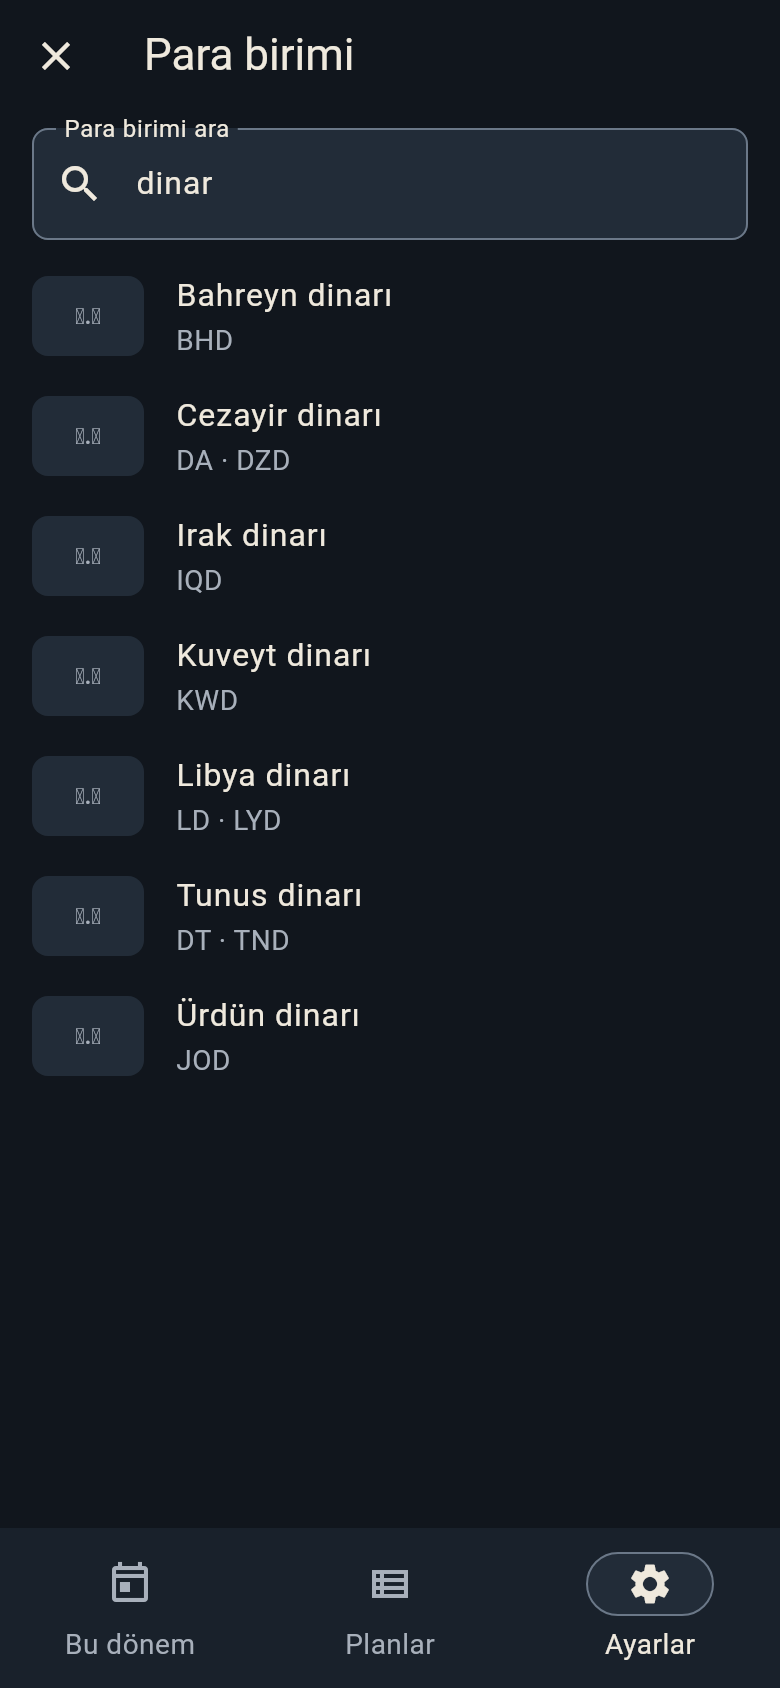 Para birimi
Para birimi ara
dinar
Bahreyn dinarı
BHD
Cezayir dinarı
DA · DZD
Irak dinarı
IQD
Kuveyt dinarı
KWD
Libya dinarı
LD · LYD
Tunus dinarı
DT · TND
Ürdün dinarı
JOD
Bu dönem
Planlar
Ayarlar